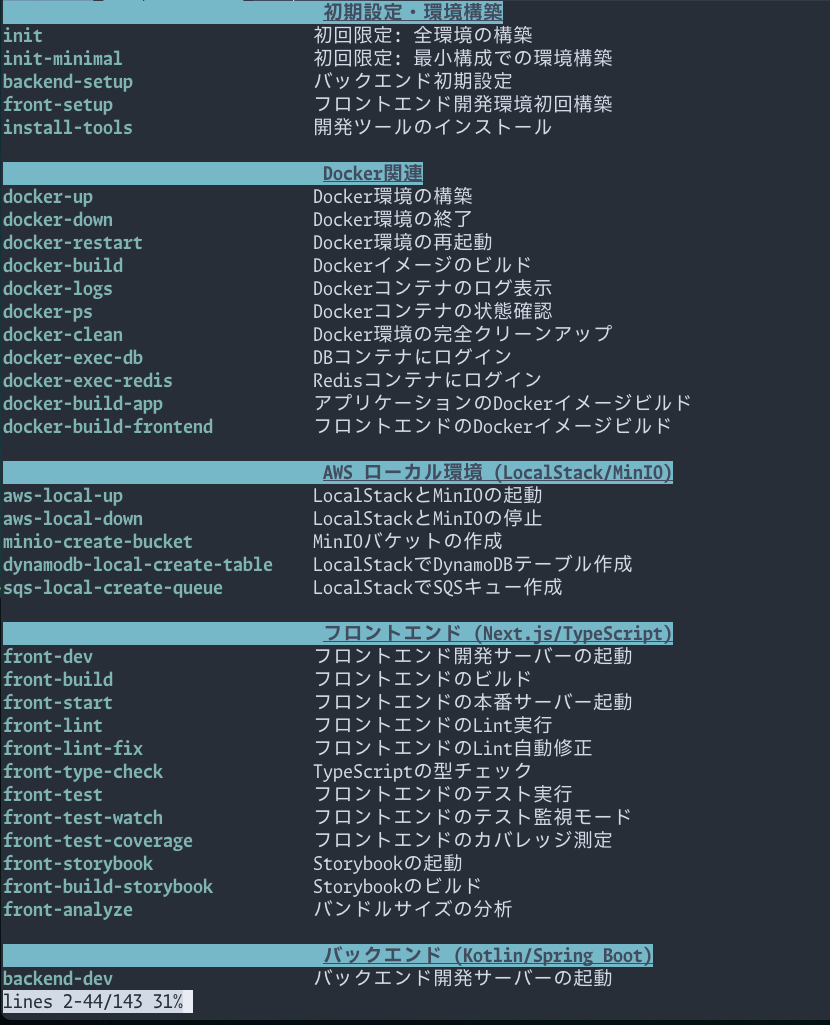 初期設定・環境構築
init 初回限定: 全環境の構築
init-minimal 初回限定: 最小構成での環境構築
backend-setup バックエンド初期設定
front-setup フロントエンド開発環境初回構築
install-tools 開発ツールのインストール
Docker関連
docker-up Docker環境の構築
docker-down Docker環境の終了
docker-restart Docker環境の再起動
docker-build Dockerイメージのビルド
docker-logs Dockerコンテナのログ表示
docker-ps Dockerコンテナの状態確認
docker-clean Docker環境の完全クリーンアップ
docker-exec-db DBコンテナにログイン
docker-exec-redis Redisコンテナにログイン
docker-build-app アプリケーションのDockerイメージビルド
docker-build-frontend フロントエンドのDockerイメージビルド
AWS ローカル環境 (LocalStack/MinIO)
aws-local-up LocalStackとMinIOの起動
aws-local-down LocalStackとMinIOの停止
minio-create-bucket MinIOバケットの作成
dynamodb-local-create-table LocalStackでDynamoDBテーブル作成
sqs-local-create-queue LocalStackでSQSキュー作成
フロントエンド (Next.js/TypeScript)
front-dev フロントエンド開発サーバーの起動
front-build フロントエンドのビルド
front-start フロントエンドの本番サーバー起動
front-lint フロントエンドのLint実行
front-lint-fix フロントエンドのLint自動修正
front-type-check TypeScriptの型チェック
front-test フロントエンドのテスト実行
front-test-watch フロントエンドのテスト監視モード
front-test-coverage フロントエンドのカバレッジ測定
front-storybook Storybookの起動
front-build-storybook Storybookのビルド
front-analyze バンドルサイズの分析
バックエンド (Kotlin/Spring Boot)
backend-dev バックエンド開発サーバーの起動
lines 2-44/143 31%